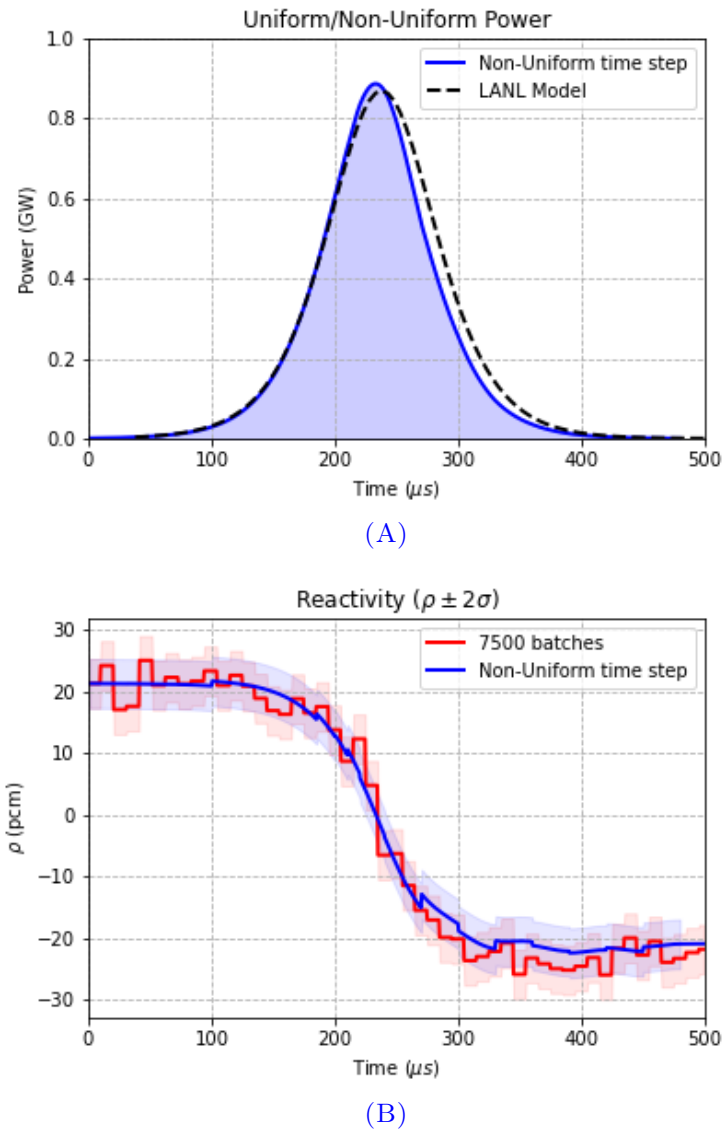 Uniform/Non-Uniform Power
1.0
0.8
0.6
0.4
0.2
0.0
Power (GW)
Non-Uniform time step
LANL Model
0 100 200 300 400 500
Time (μs)
(A)
Reactivity (ρ ± 2σ)
30
20
10
0
−10
−20
−30
ρ (pcm)
7500 batches
Non-Uniform time step
0 100 200 300 400 500
Time (μs)
(B)